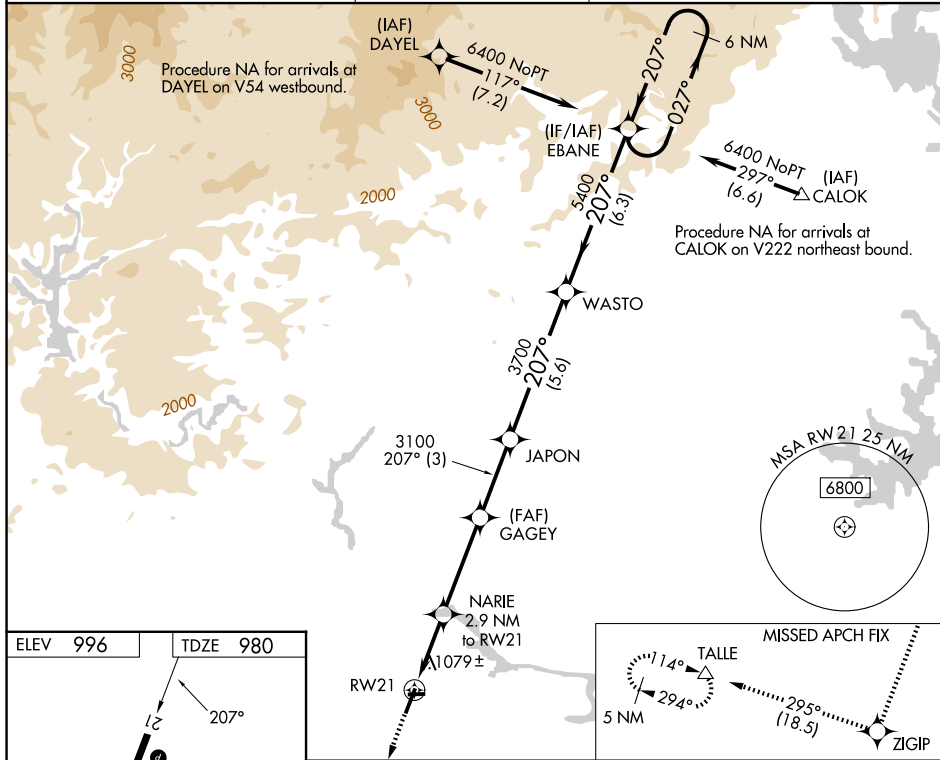 (IAF)
DAYEL
6400 NoPT
117°
(7.2)
207°
027°
6 NM
3000
Procedure NA for arrivals at
DAYEL on V54 westbound.
3000
(IF/IAF)
EBANE
6400 NoPT
297°
(6.6)
(IAF)
CALOK
2000
5400
207°
(6.3)
Procedure NA for arrivals at
CALOK on V222 northeast bound.
WASTO
3700
207°
(5.6)
2000
3100
207° (3)
JAPON
MSA RW21 25 NM
6800
(FAF)
GAGEY
NARIE
2.9 NM
to RW21
1079 ±
RW21
ELEV 996
TDZE 980
207°
21
P
MISSED APCH FIX
TALLE
114°
294°
5 NM
295°
(18.5)
ZIGIP